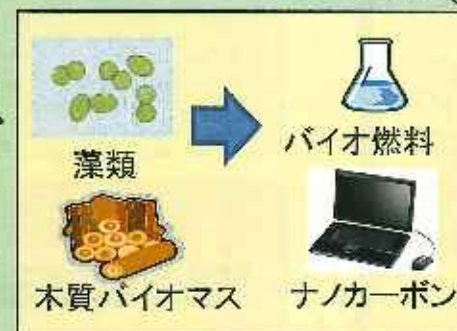 藻類
バイオ燃料
木質バイオマス
ナノカーボン